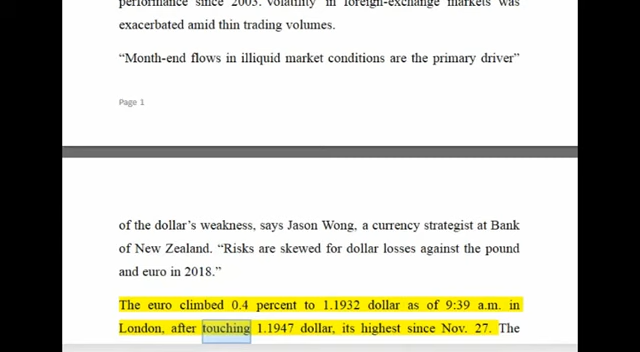 performance since 2003. Volatility in foreign-exchange markets was
exacerbated amid thin trading volumes.
“Month-end flows in illiquid market conditions are the primary driver”
Page 1
of the dollar’s weakness, says Jason Wong, a currency strategist at Bank
of New Zealand. “Risks are skewed for dollar losses against the pound
and euro in 2018.”
The euro climbed 0.4 percent to 1.1932 dollar as of 9:39 a.m. in
London, after touching 1.1947 dollar, its highest since Nov. 27. The